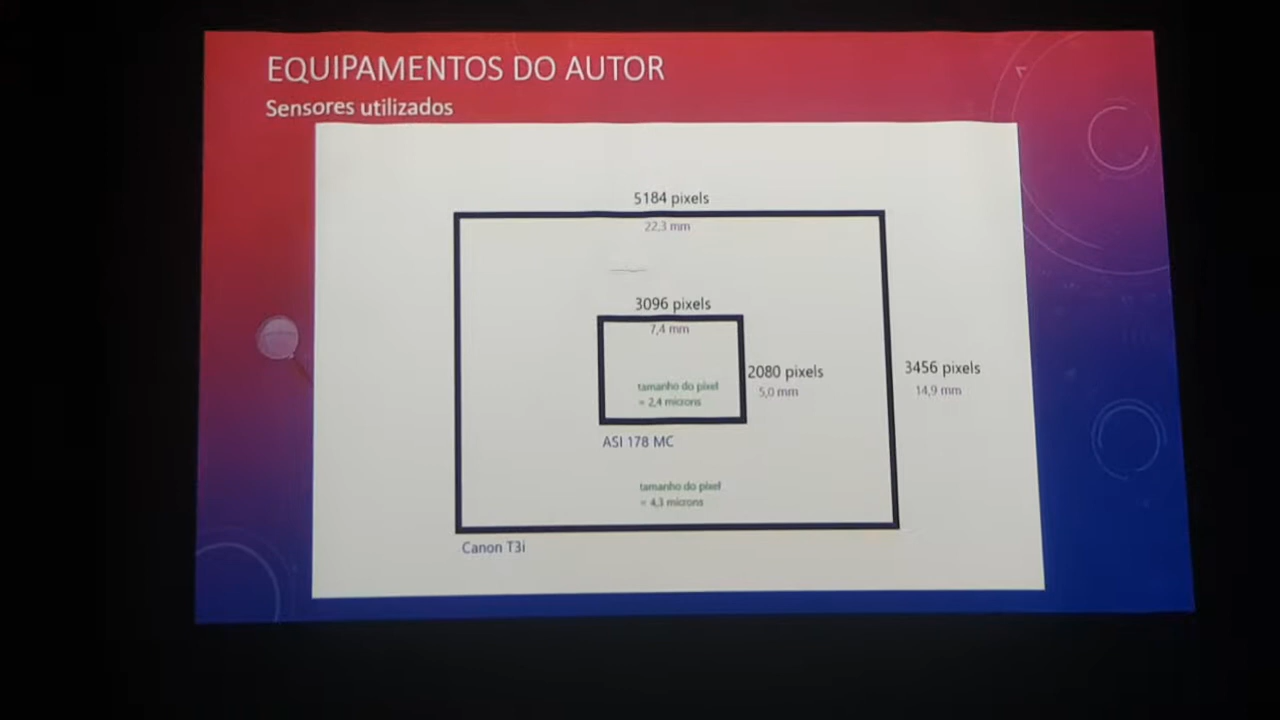 EQUIPAMENTOS DO AUTOR
Sensores utilizados
5184 pixels
22,3 mm
3096 pixels
7,4 mm
2080 pixels
5,0 mm
3456 pixels
14,9 mm
tamanho do pixel
= 2,4 microns
ASI 178 MC
tamanho do pixel
= 4,3 microns
Canon T3i